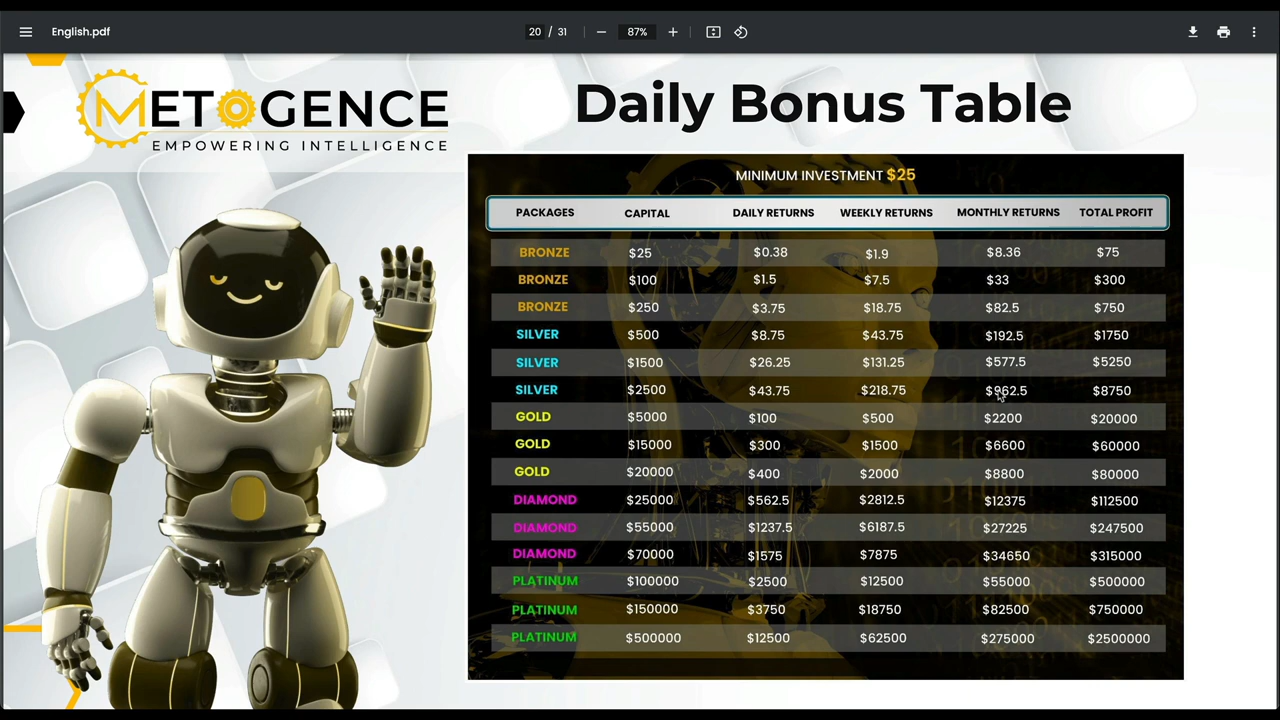 English.pdf 20 / 31 87%
METOGENCE
EMPOWERING INTELLIGENCE
Daily Bonus Table
MINIMUM INVESTMENT $25
PACKAGES CAPITAL DAILY RETURNS WEEKLY RETURNS MONTHLY RETURNS TOTAL PROFIT
BRONZE $25 $0.38 $1.9 $8.36 $75
BRONZE $100 $1.5 $7.5 $33 $300
BRONZE $250 $3.75 $18.75 $82.5 $750
SILVER $500 $8.75 $43.75 $192.5 $1750
SILVER $1500 $26.25 $131.25 $577.5 $5250
SILVER $2500 $43.75 $218.75 $962.5 $8750
GOLD $5000 $100 $500 $2200 $20000
GOLD $15000 $300 $1500 $6600 $60000
GOLD $20000 $400 $2000 $8800 $80000
DIAMOND $25000 $562.5 $2812.5 $12375 $112500
DIAMOND $55000 $1237.5 $6187.5 $27225 $247500
DIAMOND $70000 $1575 $7875 $34650 $315000
PLATINUM $100000 $2500 $12500 $55000 $500000
PLATINUM $150000 $3750 $18750 $82500 $750000
PLATINUM $500000 $12500 $62500 $275000 $2500000